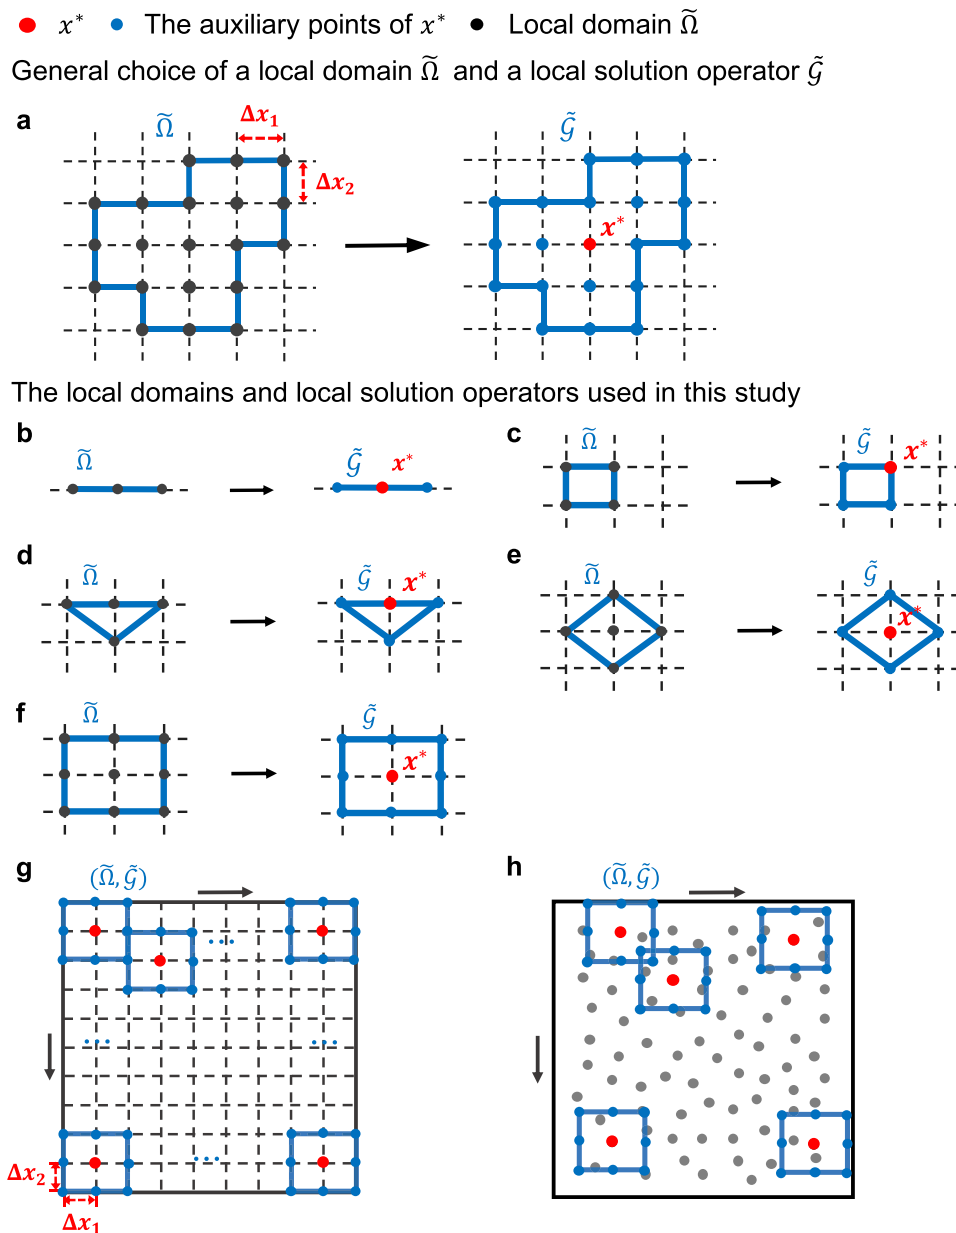 x* The auxiliary points of x* Local domain Ω̃
General choice of a local domain Ω̃ and a local solution operator 𝒢̃
a
Ω̃ Δx₁ 𝒢̃
Δx₂
x*
The local domains and local solution operators used in this study
b
Ω̃ 𝒢̃ x*
c
Ω̃ 𝒢̃ x*
d
Ω̃ 𝒢̃ x*
e
Ω̃ 𝒢̃
x*
f
Ω̃ 𝒢̃
x*
g
(Ω̃, 𝒢̃)
...
... ...
...
Δx₂
Δx₁
h
(Ω̃, 𝒢̃)